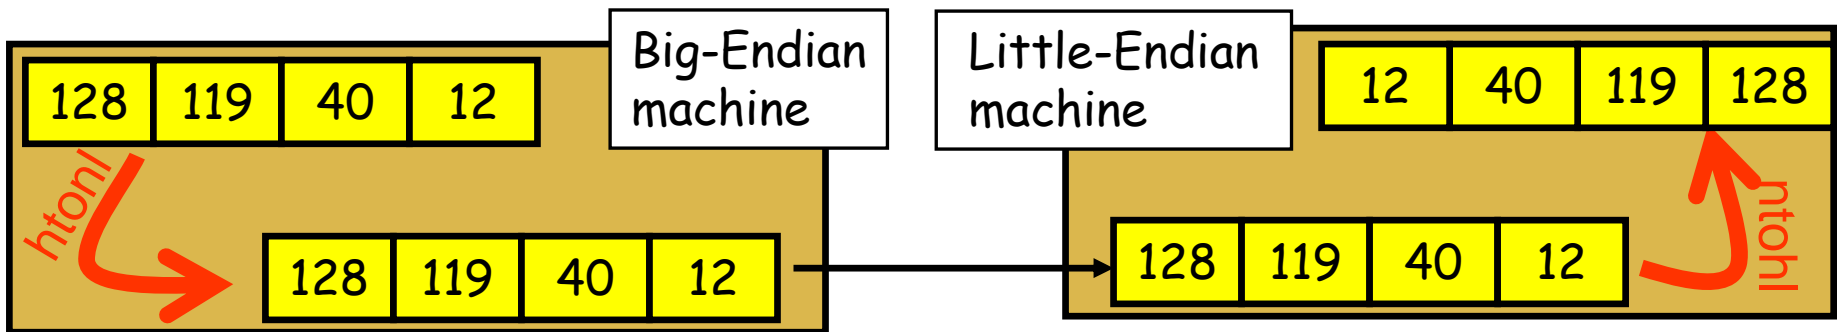 Big-Endian
machine
128 119 40 12
htonl
128 119 40 12
Little-Endian
machine
12 40 119 128
128 119 40 12
ntohl